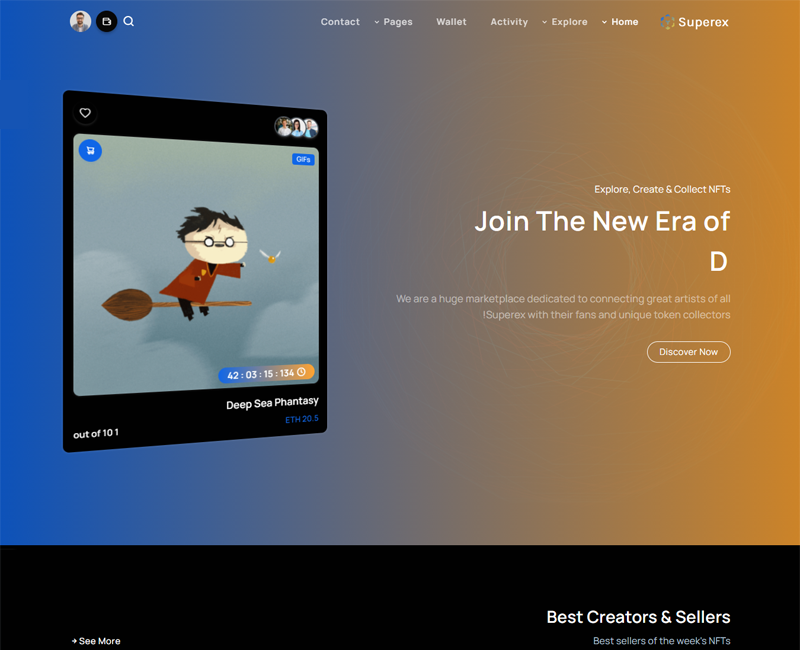 Superex
Home
Explore
Activity
Wallet
Pages
Contact
GIFs
42 : 03 : 15 : 134
Deep Sea Phantasy
ETH 20.5
out of 10 1
Explore, Create & Collect NFTs
Join The New Era of
D
We are a huge marketplace dedicated to connecting great artists of all
!Superex with their fans and unique token collectors
Discover Now
Best Creators & Sellers
Best sellers of the week's NFTs
See More